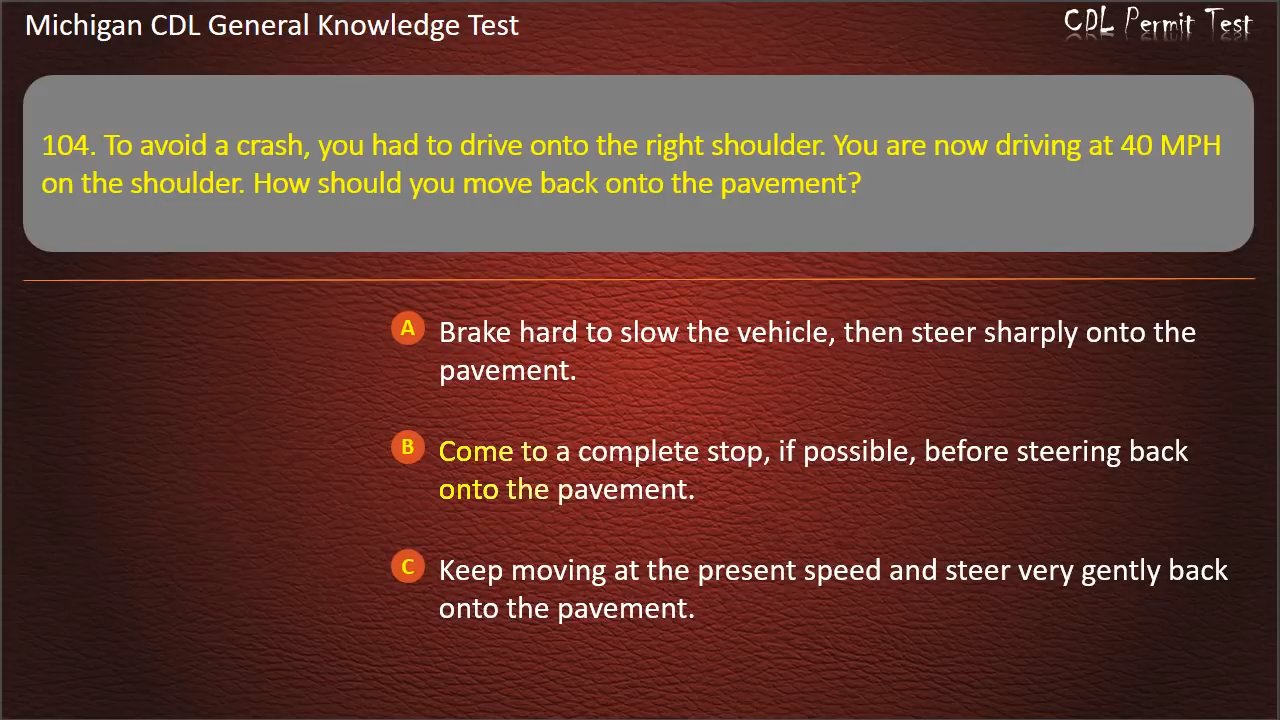 Michigan CDL General Knowledge Test
CDL Permit Test
104. To avoid a crash, you had to drive onto the right shoulder. You are now driving at 40 MPH
on the shoulder. How should you move back onto the pavement?
A Brake hard to slow the vehicle, then steer sharply onto the
pavement.
B Come to a complete stop, if possible, before steering back
onto the pavement.
C Keep moving at the present speed and steer very gently back
onto the pavement.